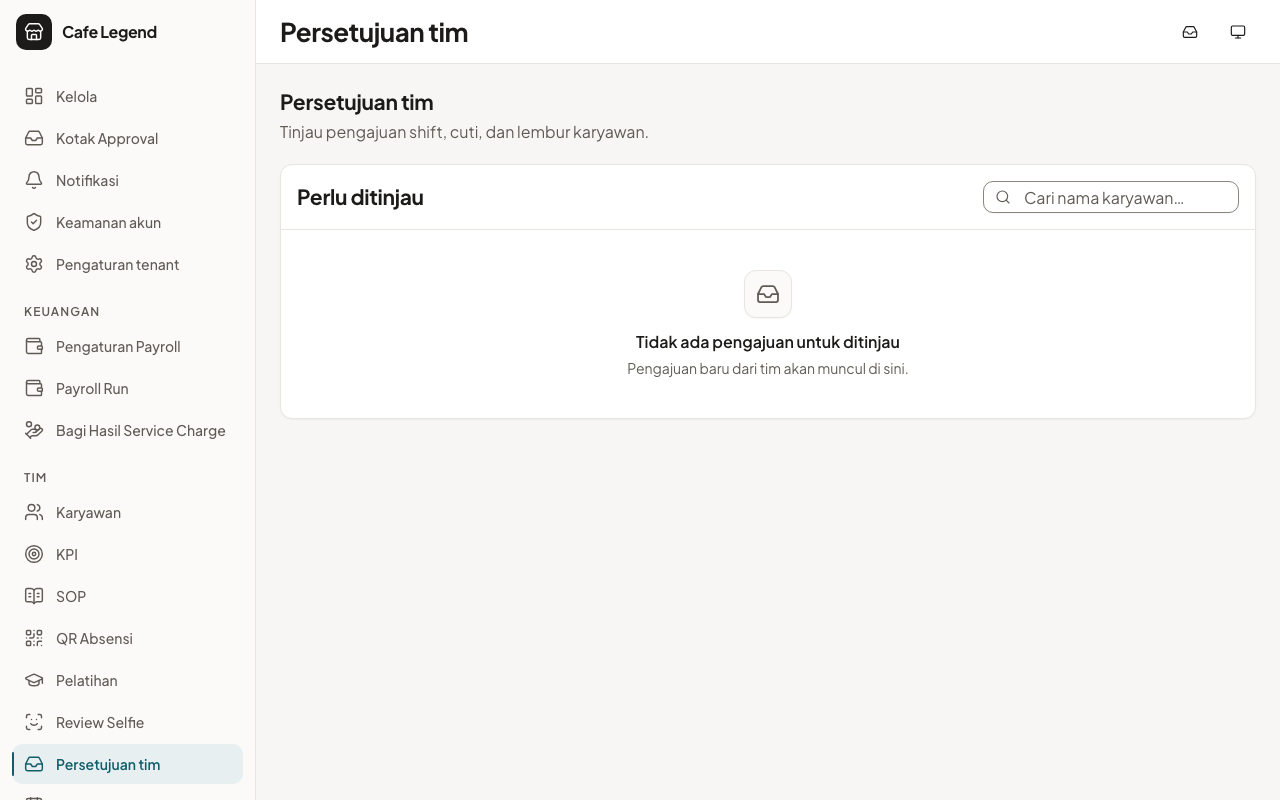 Cafe Legend
Kelola
Kotak Approval
Notifikasi
Keamanan akun
Pengaturan tenant
KEUANGAN
Pengaturan Payroll
Payroll Run
Bagi Hasil Service Charge
TIM
Karyawan
KPI
SOP
QR Absensi
Pelatihan
Review Selfie
Persetujuan tim
Persetujuan tim
Persetujuan tim
Tinjau pengajuan shift, cuti, dan lembur karyawan.
Perlu ditinjau
Cari nama karyawan...
Tidak ada pengajuan untuk ditinjau
Pengajuan baru dari tim akan muncul di sini.